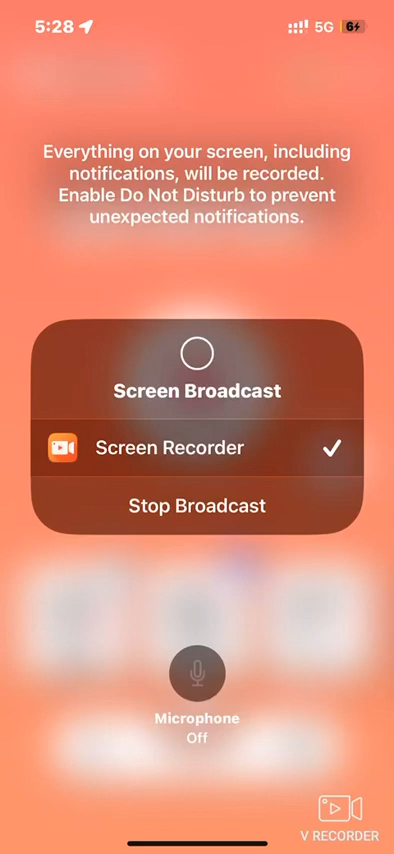 5:28
5G
6
Everything on your screen, including
notifications, will be recorded.
Enable Do Not Disturb to prevent
unexpected notifications.
Screen Broadcast
Screen Recorder
Stop Broadcast
Microphone
Off
V RECORDER